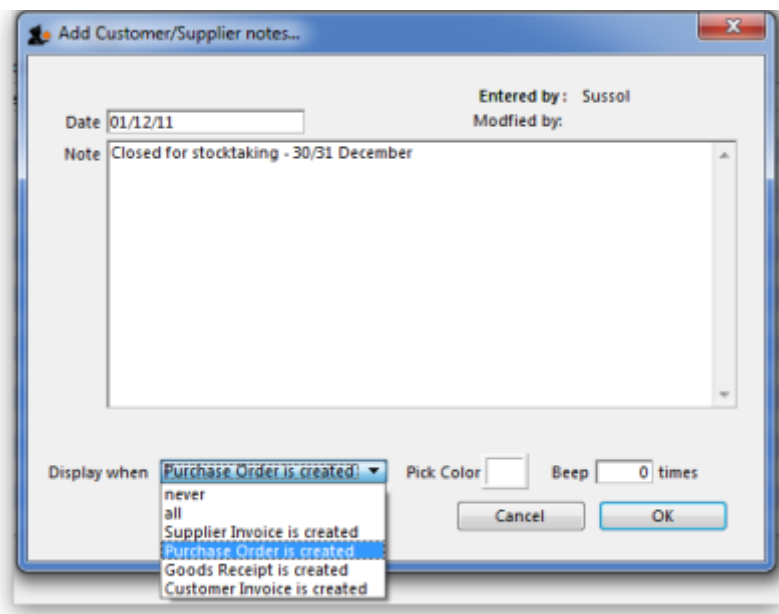 Add Customer/Supplier notes...
Entered by: Sussol
Date 01/12/11
Modfied by:
Note Closed for stocktaking - 30/31 December
Display when Purchase Order is created Pick Color Beep 0 times
never
all
Supplier Invoice is created
Cancel OK
Purchase Order is created
Goods Receipt is created
Customer Invoice is created